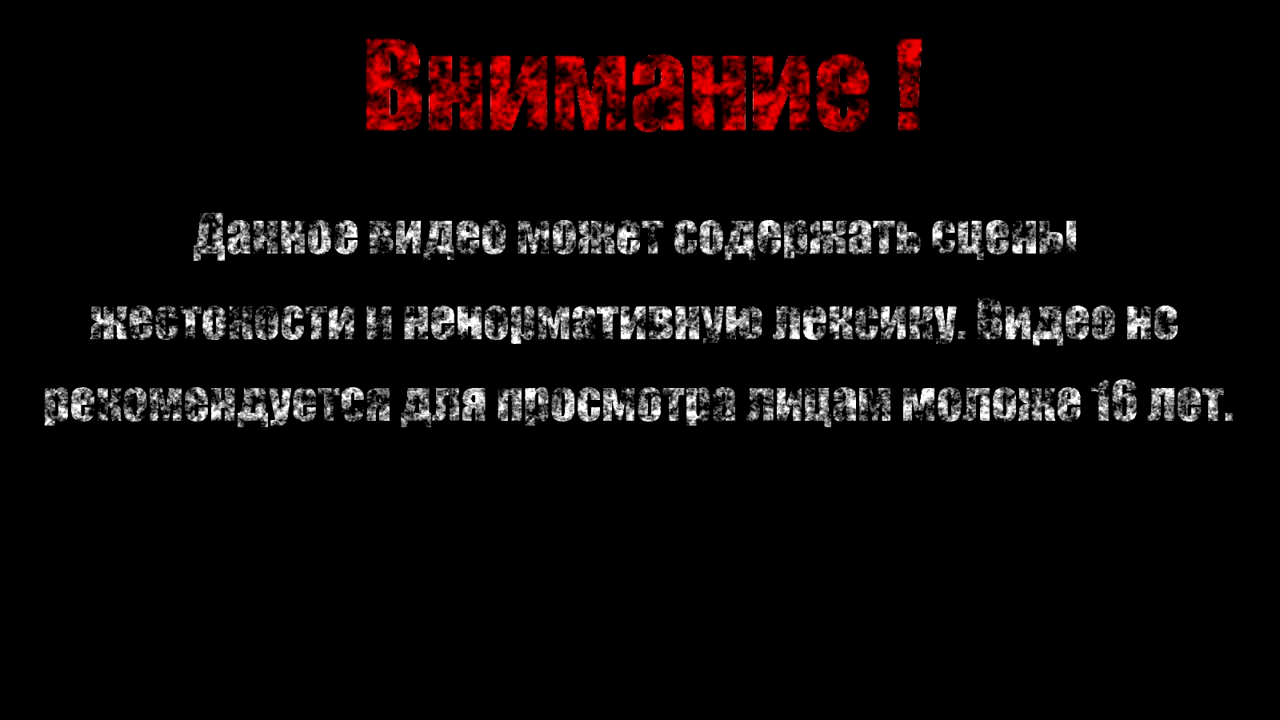 Внимание !
Данное видео может содержать сцены
жестокости и ненормативную лексику. Видео не
рекомендуется для просмотра лицам моложе 16 лет.